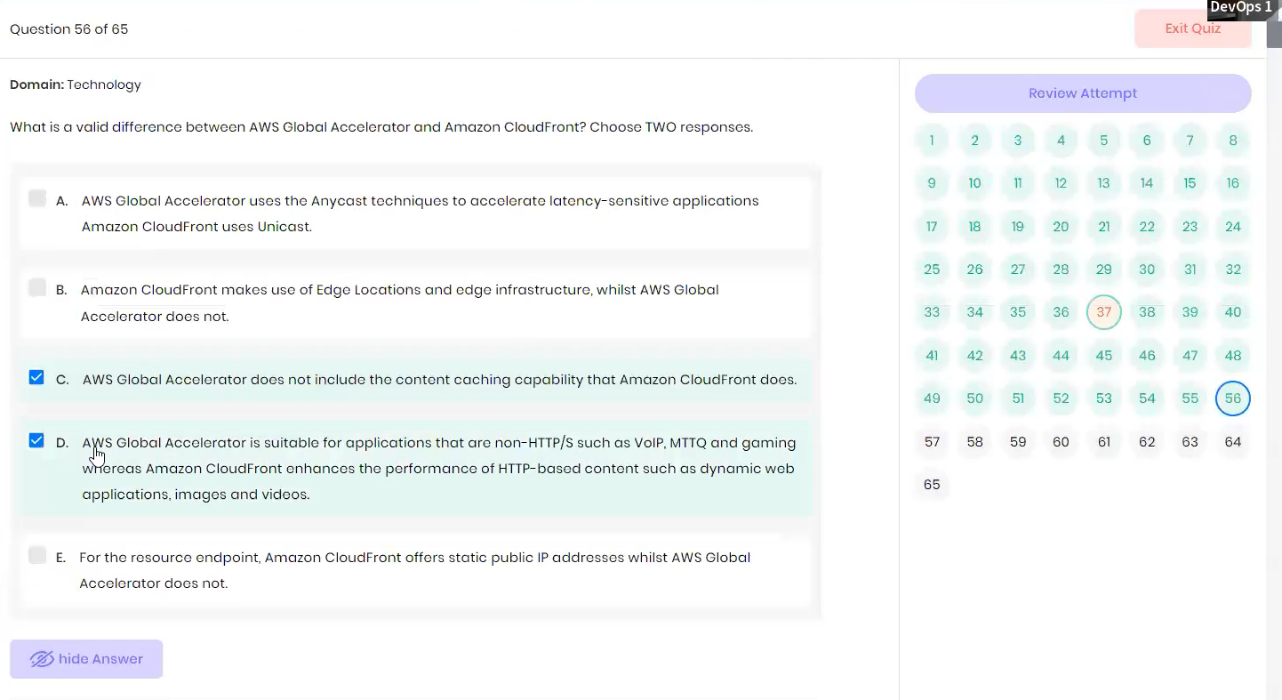 DevOps 1
Question 56 of 65
Exit Quiz
Domain: Technology
What is a valid difference between AWS Global Accelerator and Amazon CloudFront? Choose TWO responses.
A. AWS Global Accelerator uses the Anycast techniques to accelerate latency-sensitive applications
Amazon CloudFront uses Unicast.
B. Amazon CloudFront makes use of Edge Locations and edge infrastructure, whilst AWS Global
Accelerator does not.
C. AWS Global Accelerator does not include the content caching capability that Amazon CloudFront does.
D. AWS Global Accelerator is suitable for applications that are non-HTTP/S such as VoIP, MTTQ and gaming
whereas Amazon CloudFront enhances the performance of HTTP-based content such as dynamic web
applications, images and videos.
E. For the resource endpoint, Amazon CloudFront offers static public IP addresses whilst AWS Global
Accelerator does not.
hide Answer
Review Attempt
1 2 3 4 5 6 7 8
9 10 11 12 13 14 15 16
17 18 19 20 21 22 23 24
25 26 27 28 29 30 31 32
33 34 35 36 37 38 39 40
41 42 43 44 45 46 47 48
49 50 51 52 53 54 55 56
57 58 59 60 61 62 63 64
65